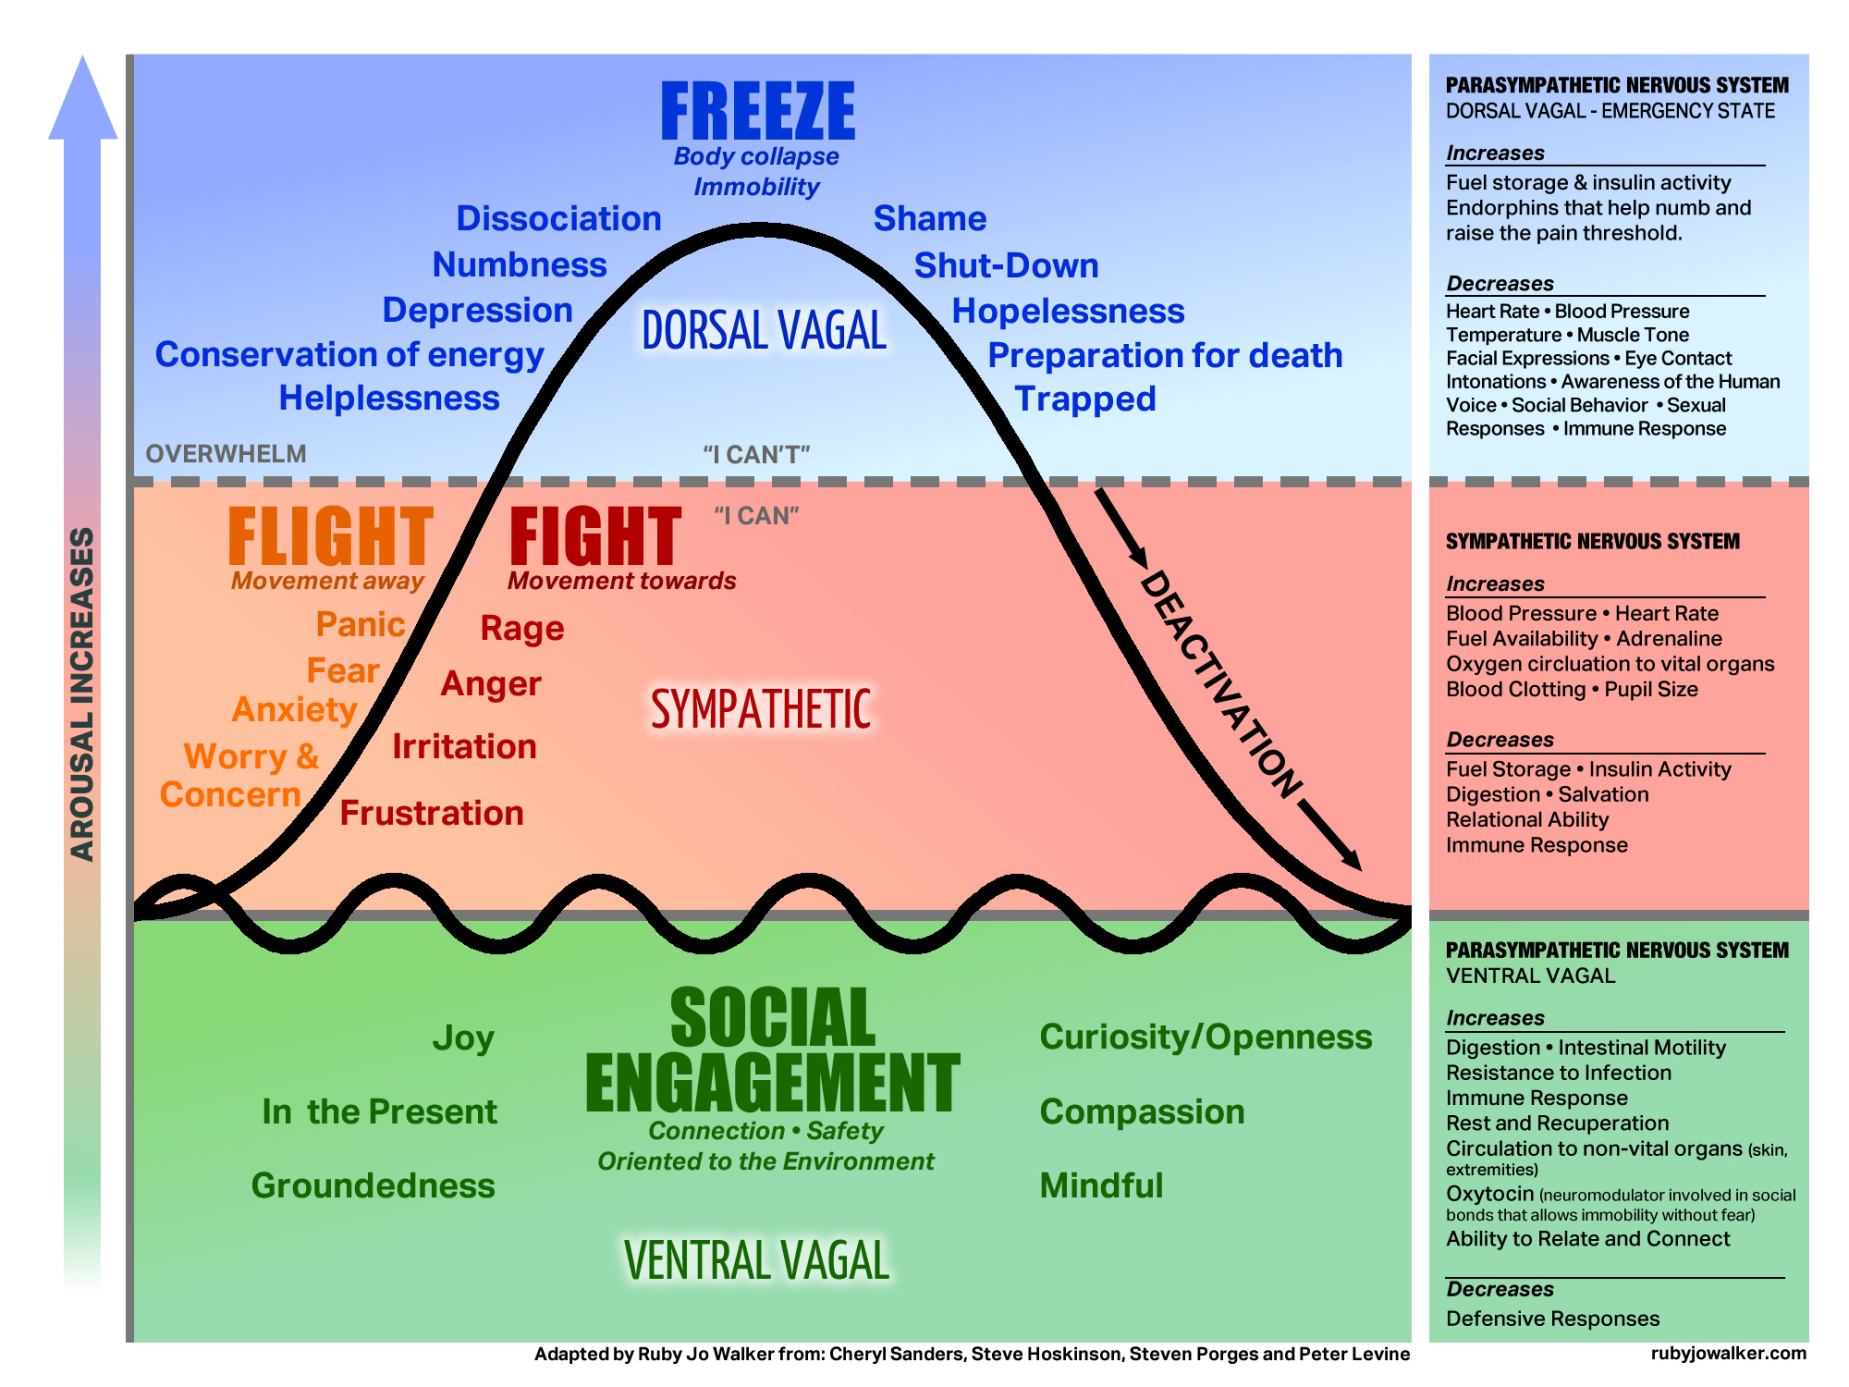 AROUSAL INCREASES
FREEZE
Body collapse
Immobility
Dissociation
Numbness
Depression
Conservation of energy
Helplessness
Shame
Shut-Down
Hopelessness
Preparation for death
Trapped
DORSAL VAGAL
OVERWHELM
“I CAN’T”
“I CAN”
FLIGHT
Movement away
Panic
Fear
Anxiety
Worry &
Concern
FIGHT
Movement towards
Rage
Anger
Irritation
Frustration
SYMPATHETIC
DEACTIVATION
SOCIAL
ENGAGEMENT
Connection • Safety
Oriented to the Environment
Joy
In the Present
Groundedness
Curiosity/Openness
Compassion
Mindful
VENTRAL VAGAL
PARASYMPATHETIC NERVOUS SYSTEM
DORSAL VAGAL - EMERGENCY STATE
Increases
Fuel storage & insulin activity
Endorphins that help numb and
raise the pain threshold.
Decreases
Heart Rate • Blood Pressure
Temperature • Muscle Tone
Facial Expressions • Eye Contact
Intonations • Awareness of the Human
Voice • Social Behavior • Sexual
Responses • Immune Response
SYMPATHETIC NERVOUS SYSTEM
Increases
Blood Pressure • Heart Rate
Fuel Availability • Adrenaline
Oxygen circluation to vital organs
Blood Clotting • Pupil Size
Decreases
Fuel Storage • Insulin Activity
Digestion • Salvation
Relational Ability
Immune Response
PARASYMPATHETIC NERVOUS SYSTEM
VENTRAL VAGAL
Increases
Digestion • Intestinal Motility
Resistance to Infection
Immune Response
Rest and Recuperation
Circulation to non-vital organs (skin,
extremities)
Oxytocin (neuromodulator involved in social
bonds that allows immobility without fear)
Ability to Relate and Connect
Decreases
Defensive Responses
Adapted by Ruby Jo Walker from: Cheryl Sanders, Steve Hoskinson, Steven Porges and Peter Levine
rubyjowalker.com